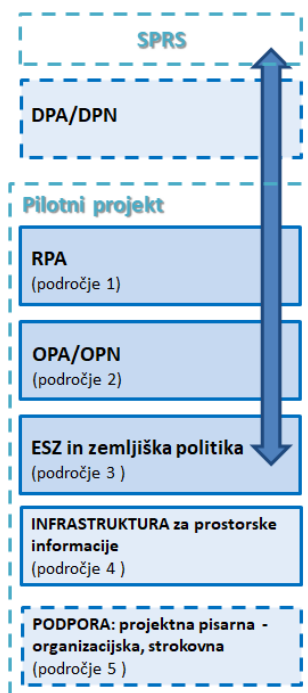 SPRS
DPA/DPN
Pilotni projekt
RPA
(področje 1)
OPA/OPN
(področje 2)
ESZ in zemljiška politika
(področje 3 )
INFRASTRUKTURA za prostorske
informacije
(področje 4 )
PODPORA: projektna pisarna -
organizacijska, strokovna
(področje 5 )